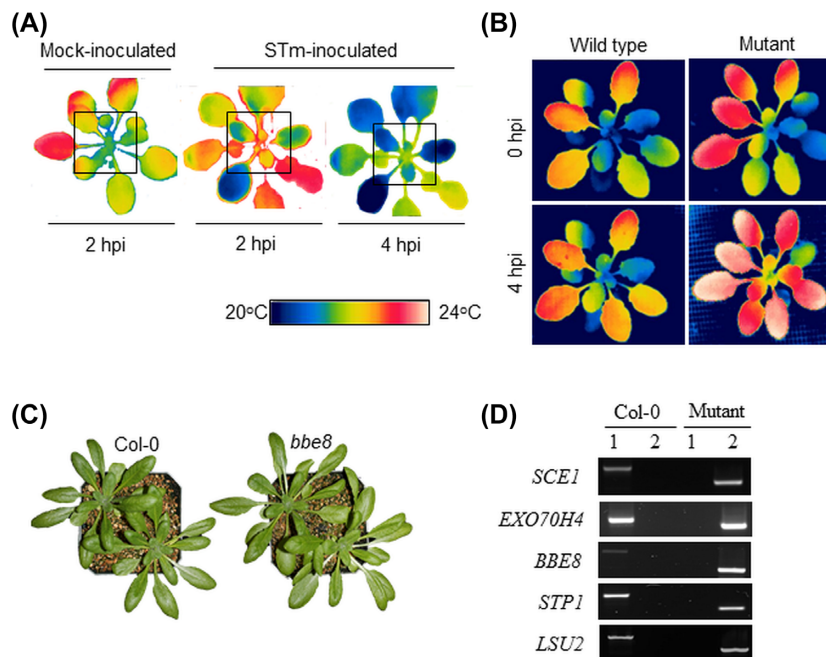 (A)
Mock-inoculated STm-inoculated
2 hpi 2 hpi 4 hpi
20°C 24°C
(B)
Wild type Mutant
0 hpi
4 hpi
(C)
Col-0 bbe8
(D)
Col-0 Mutant
1 2 1 2
SCE1
EXO70H4
BBE8
STP1
LSU2